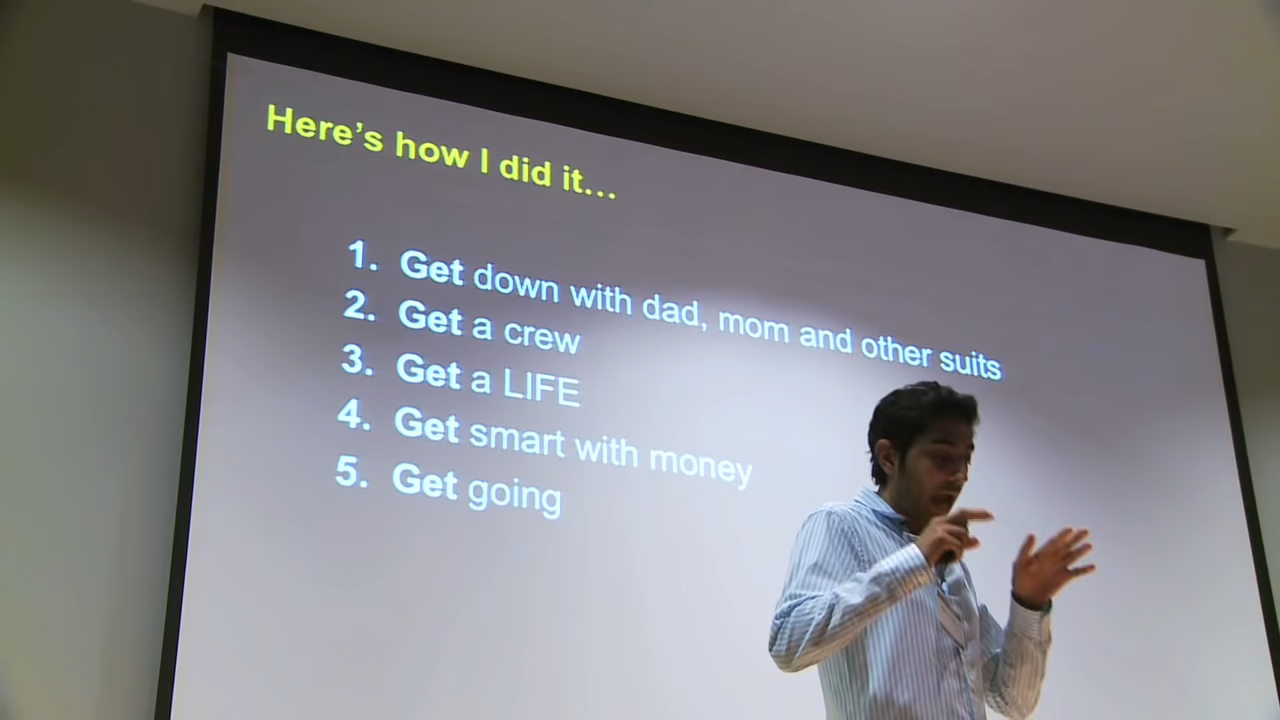 Here's how I did it...
1. Get down with dad, mom and other suits
2. Get a crew
3. Get a LIFE
4. Get smart with money
5. Get going